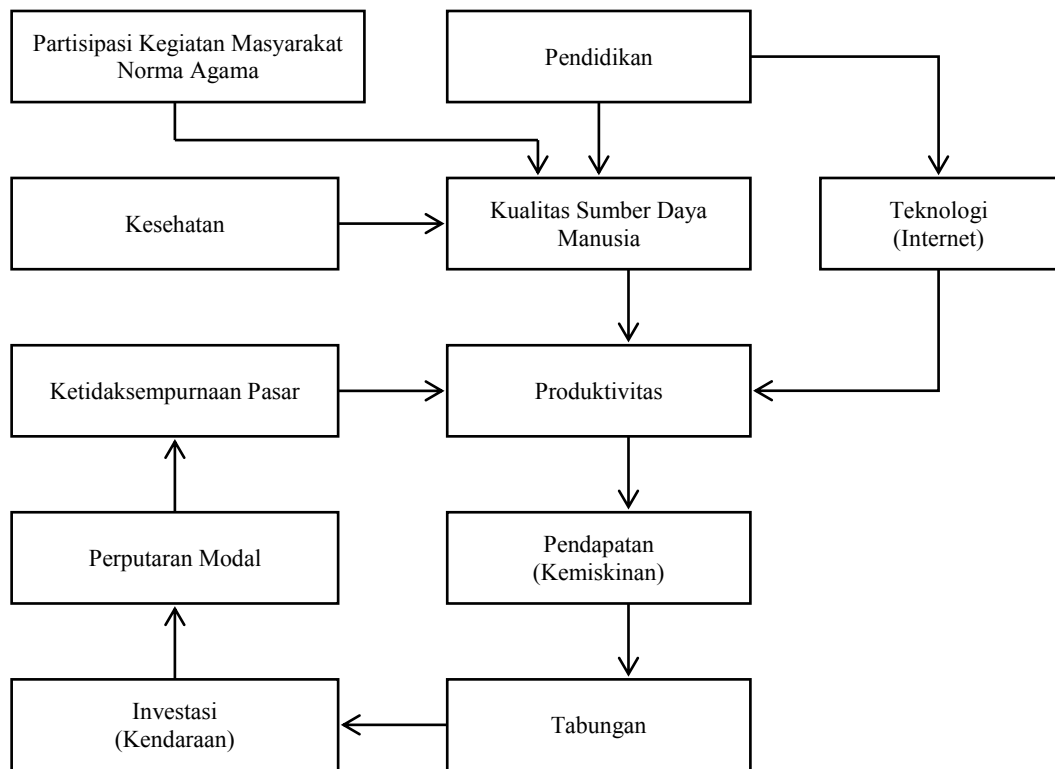 Partisipasi Kegiatan Masyarakat
Norma Agama
Pendidikan
Kesehatan
Kualitas Sumber Daya
Manusia
Teknologi
(Internet)
Ketidaksempurnaan Pasar
Produktivitas
Perputaran Modal
Pendapatan
(Kemiskinan)
Investasi
(Kendaraan)
Tabungan